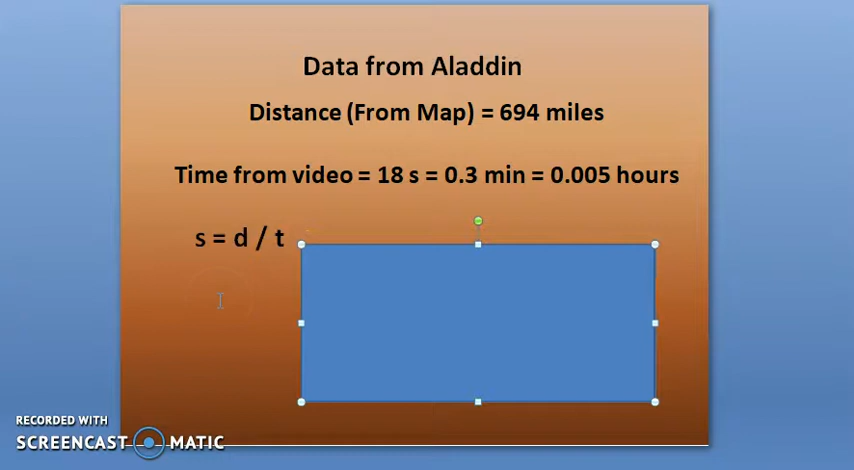 Data from Aladdin
Distance (From Map) = 694 miles
Time from video = 18 s = 0.3 min = 0.005 hours
s = d / t
RECORDED WITH
SCREENCAST MATIC